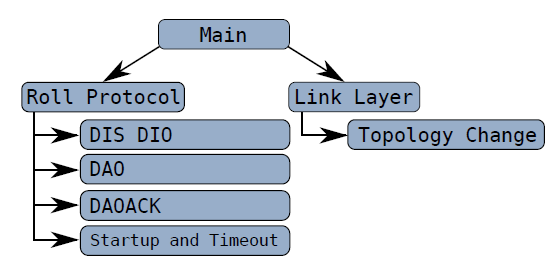 Main
Roll Protocol
Link Layer
DIS DIO
Topology Change
DAO
DAOACK
Startup and Timeout